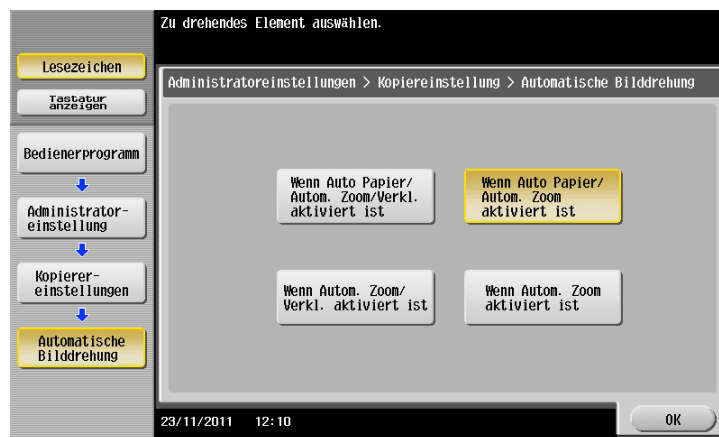 Zu drehendes Element auswählen.
Lesezeichen
Tastatur
anzeigen
Bedienerprogramm
Administrator-
einstellung
Kopierer-
einstellungen
Automatische
Bilddrehung
Administratoreinstellungen > Kopiereinstellung > Automatische Bilddrehung
Wenn Auto Papier/
Autom. Zoom/Verkl.
aktiviert ist
Wenn Auto Papier/
Autom. Zoom
aktiviert ist
Wenn Autom. Zoom/
Verkl. aktiviert ist
Wenn Autom. Zoom
aktiviert ist
23/11/2011 12:10
OK